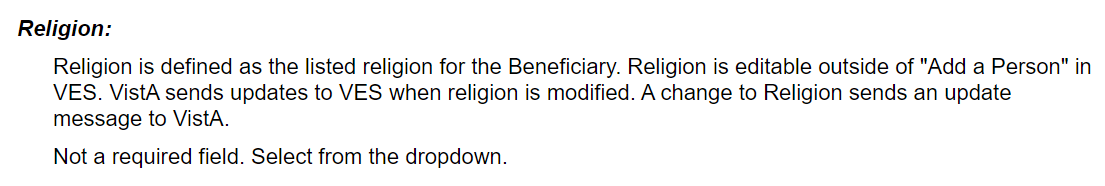 Religion:
Religion is defined as the listed religion for the Beneficiary. Religion is editable outside of "Add a Person" in
VES. VistA sends updates to VES when religion is modified. A change to Religion sends an update
message to VistA.
Not a required field. Select from the dropdown.